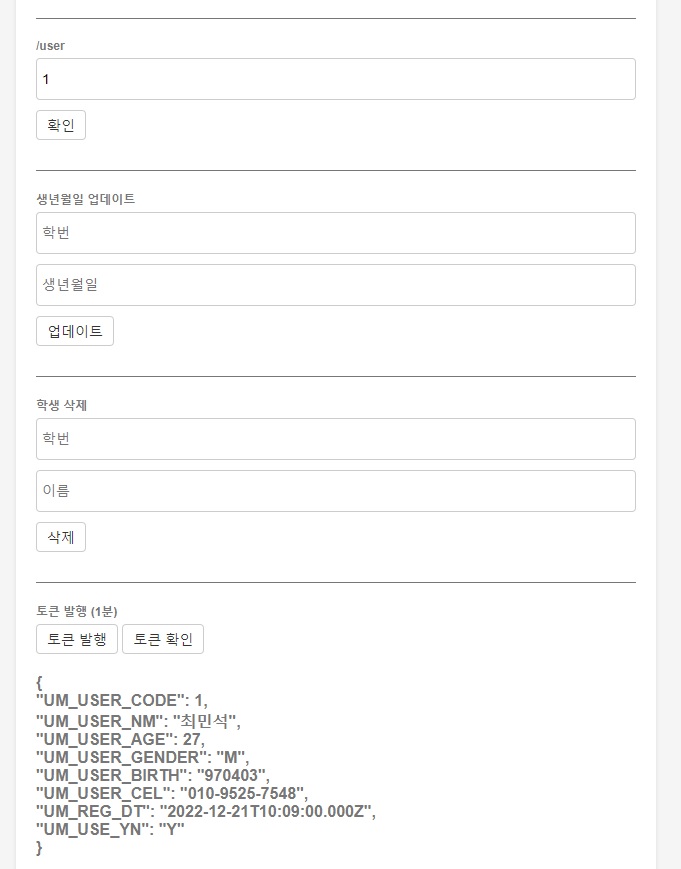 /user
1
확인
생년월일 업데이트
학번
생년월일
업데이트
학생 삭제
학번
이름
삭제
토큰 발행 (1분)
토큰 발행 토큰 확인
{
"UM_USER_CODE": 1,
"UM_USER_NM": "최민석",
"UM_USER_AGE": 27,
"UM_USER_GENDER": "M",
"UM_USER_BIRTH": "970403",
"UM_USER_CEL": "010-9525-7548",
"UM_REG_DT": "2022-12-21T10:09:00.000Z",
"UM_USE_YN": "Y"
}